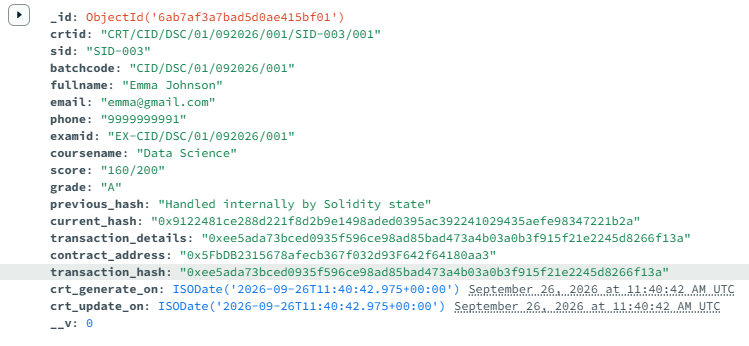 _id: ObjectId('6ab7af3a7bad5d0ae415bf01')
crtid: "CRT/CID/DSC/01/092026/001/SID-003/001"
sid: "SID-003"
batchcode: "CID/DSC/01/092026/001"
fullname: "Emma Johnson"
email: "emma@gmail.com"
phone: "9999999991"
examid: "EX-CID/DSC/01/092026/001"
coursename: "Data Science"
score: "160/200"
grade: "A"
previous_hash: "Handled internally by Solidity state"
current_hash: "0x9122481ce288d221f8d2b9e1498aded0395ac392241029435aefe98347221b2a"
transaction_details: "0xee5ada73bced0935f596ce98ad85bad473a4b03a0b3f915f21e2245d8266f13a"
contract_address: "0x5FbDB2315678afecb367f032d93F642f64180aa3"
transaction_hash: "0xee5ada73bced0935f596ce98ad85bad473a4b03a0b3f915f21e2245d8266f13a"
crt_generate_on: ISODate('2026-09-26T11:40:42.975+00:00') September 26, 2026 at 11:40:42 AM UTC
crt_update_on: ISODate('2026-09-26T11:40:42.975+00:00') September 26, 2026 at 11:40:42 AM UTC
__v: 0